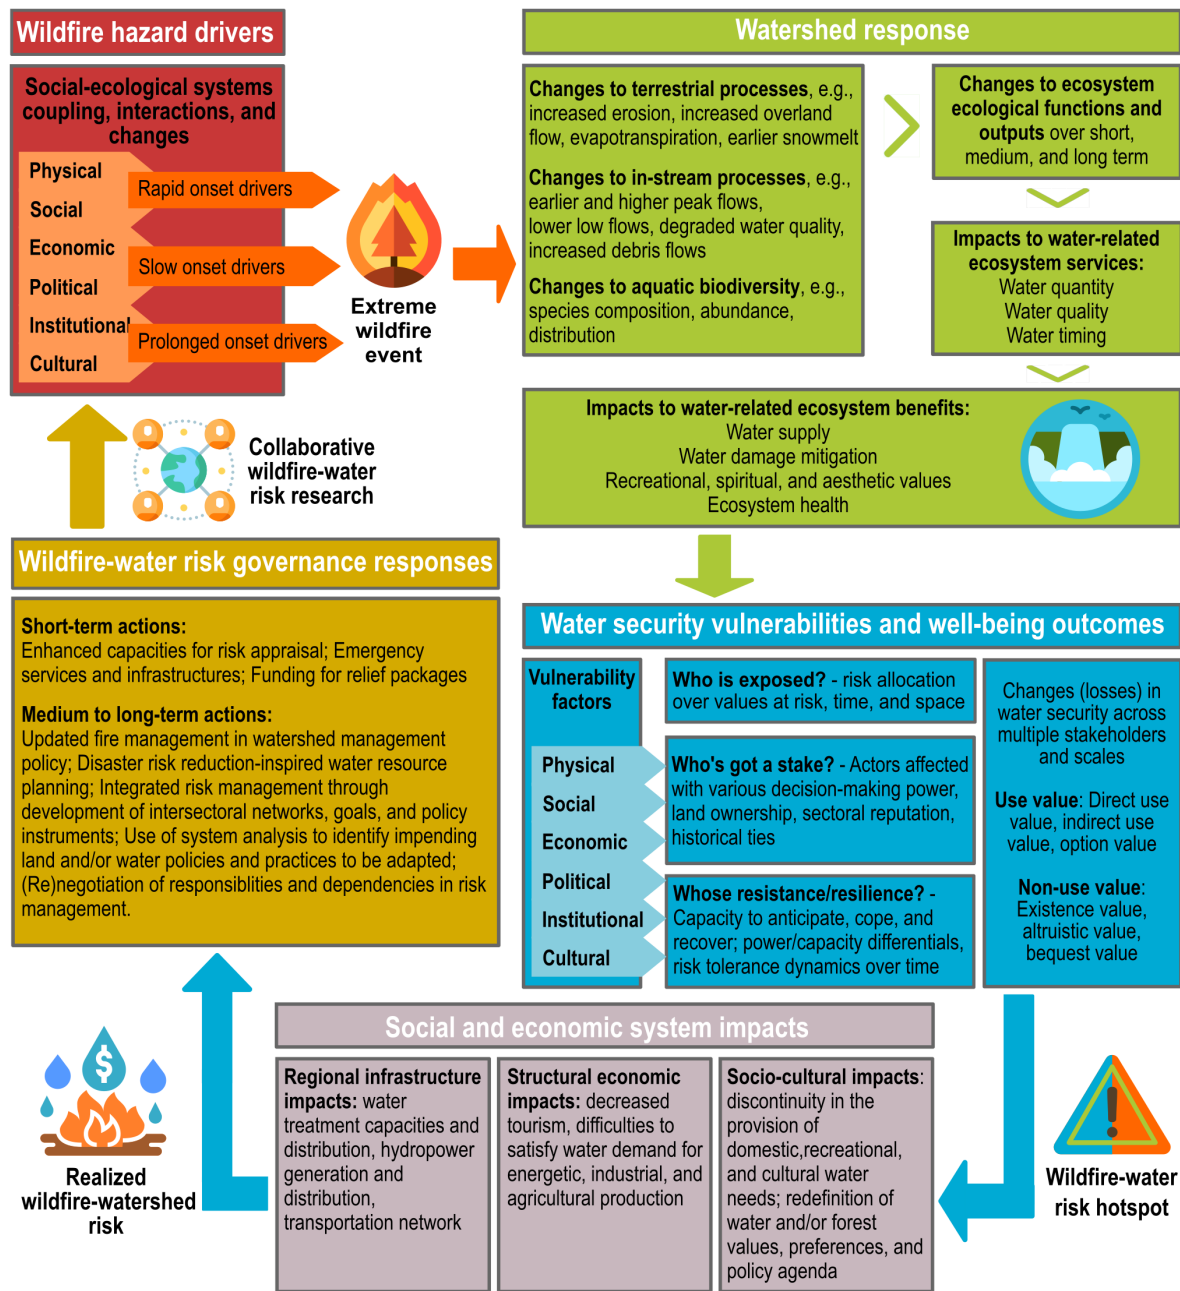 Wildfire hazard drivers
Social-ecological systems
coupling, interactions, and
changes
Physical
Social
Economic
Political
Institutional
Cultural
Rapid onset drivers
Slow onset drivers
Prolonged onset drivers
Extreme
wildfire
event
Watershed response
Changes to terrestrial processes, e.g.,
increased erosion, increased overland
flow, evapotranspiration, earlier snowmelt
Changes to in-stream processes, e.g.,
earlier and higher peak flows,
lower low flows, degraded water quality,
increased debris flows
Changes to aquatic biodiversity, e.g.,
species composition, abundance,
distribution
Changes to ecosystem
ecological functions and
outputs over short,
medium, and long term
Impacts to water-related
ecosystem services:
Water quantity
Water quality
Water timing
Impacts to water-related ecosystem benefits:
Water supply
Water damage mitigation
Recreational, spiritual, and aesthetic values
Ecosystem health
Collaborative
wildfire-water
risk research
Wildfire-water risk governance responses
Short-term actions:
Enhanced capacities for risk appraisal; Emergency
services and infrastructures; Funding for relief packages
Medium to long-term actions:
Updated fire management in watershed management
policy; Disaster risk reduction-inspired water resource
planning; Integrated risk management through
development of intersectoral networks, goals, and policy
instruments; Use of system analysis to identify impending
land and/or water policies and practices to be adapted;
(Re)negotiation of responsiblities and dependencies in risk
management.
Water security vulnerabilities and well-being outcomes
Vulnerability
factors
Physical
Social
Economic
Political
Institutional
Cultural
Who is exposed? - risk allocation
over values at risk, time, and space
Who's got a stake? - Actors affected
with various decision-making power,
land ownership, sectoral reputation,
historical ties
Whose resistance/resilience? -
Capacity to anticipate, cope, and
recover; power/capacity differentials,
risk tolerance dynamics over time
Changes (losses) in
water security across
multiple stakeholders
and scales
Use value: Direct use
value, indirect use
value, option value
Non-use value:
Existence value,
altruistic value,
bequest value
Social and economic system impacts
Regional infrastructure
impacts: water
treatment capacities and
distribution, hydropower
generation and
distribution,
transportation network
Structural economic
impacts: decreased
tourism, difficulties to
satisfy water demand for
energetic, industrial, and
agricultural production
Socio-cultural impacts:
discontinuity in the
provision of
domestic,recreational,
and cultural water
needs; redefinition of
water and/or forest
values, preferences, and
policy agenda
$
Realized
wildfire-watershed
risk
!
Wildfire-water
risk hotspot